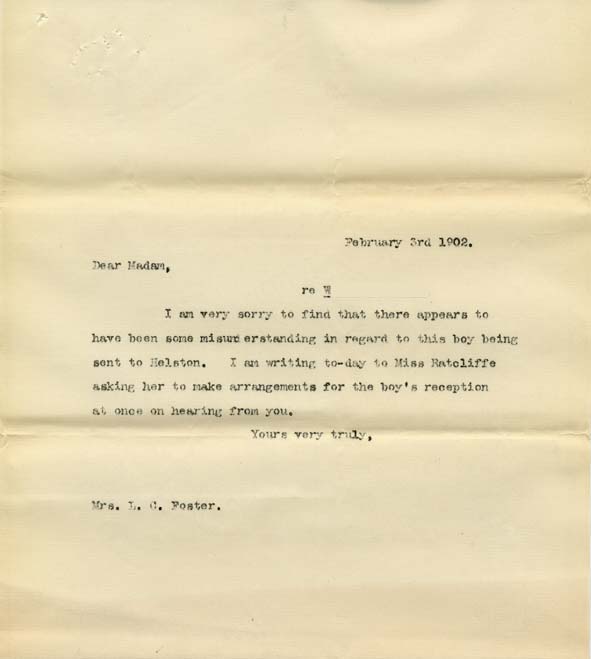 February 3rd 1902.
Dear Madam,
re W
I am very sorry to find that there appears to
have been some misunderstanding in regard to this boy being
sent to Helston. I am writing to-day to Miss Ratcliffe
asking her to make arrangements for the boy's reception
at once on hearing from you.
Yours very truly,
Mrs. L. C. Foster.